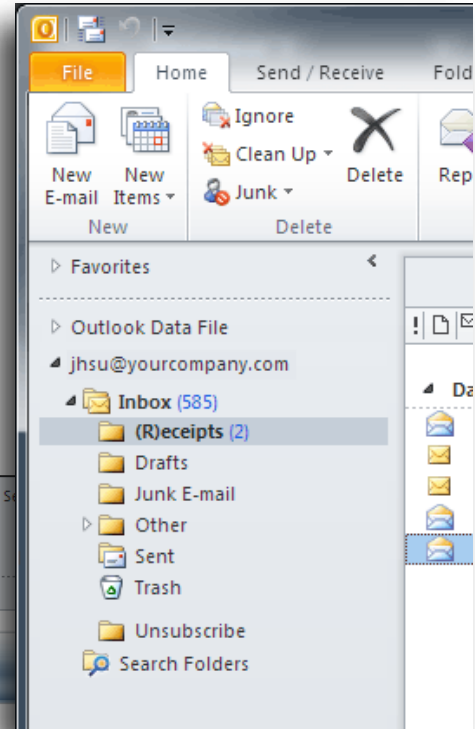 File Home Send / Receive Fold
Ignore
Clean Up
Junk
New E-mail
New Items
Delete
Rep
New Delete
Favorites
Outlook Data File
jhsu@yourcompany.com
Inbox (585)
(R)eceipts (2)
Drafts
Junk E-mail
Other
Sent
Trash
Unsubscribe
Search Folders
! Da